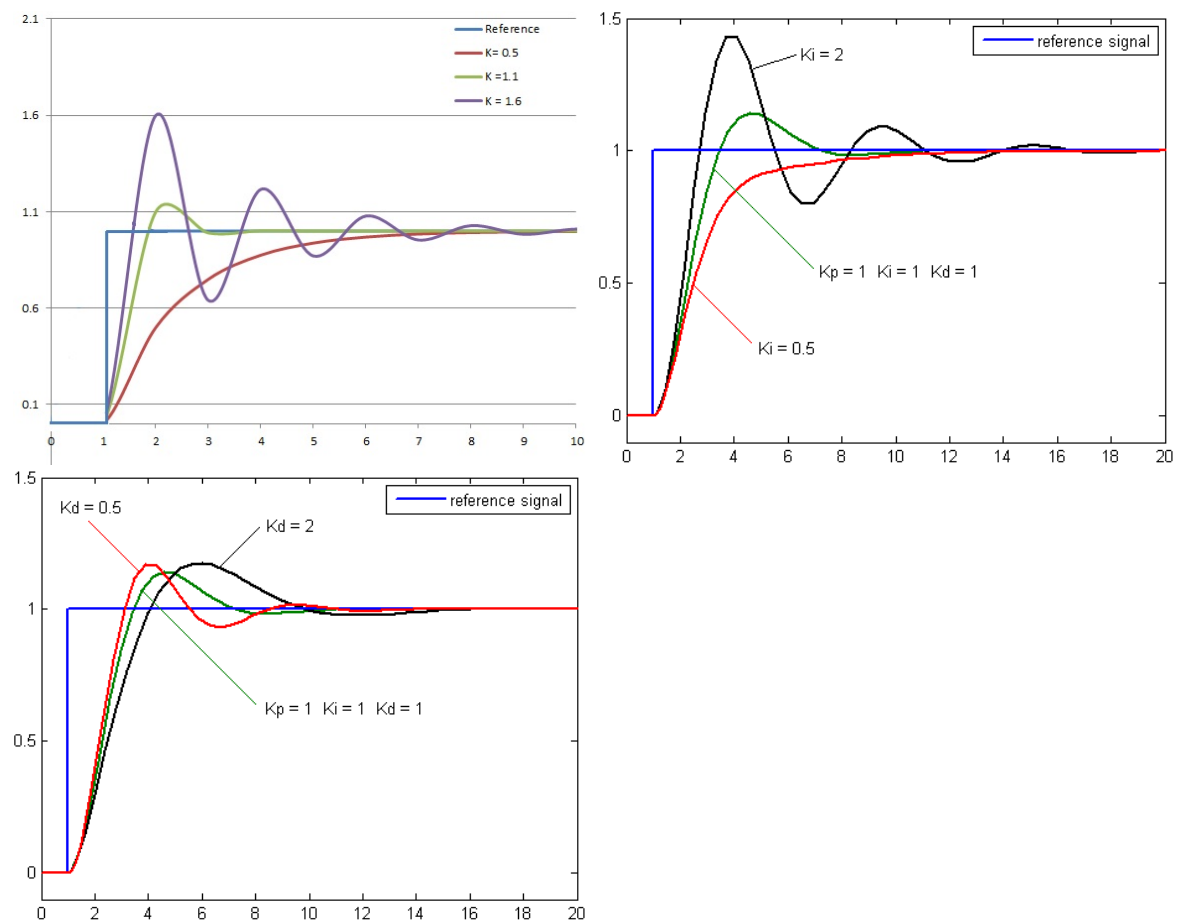 2.1
1.6
1.1
0.6
0.1
0 1 2 3 4 5 6 7 8 9 10
Reference
K= 0.5
K =1.1
K = 1.6
1.5
1
0.5
0
0 2 4 6 8 10 12 14 16 18 20
reference signal
Ki = 2
Kp = 1 Ki = 1 Kd = 1
Ki = 0.5
1.5
1
0.5
0
0 2 4 6 8 10 12 14 16 18 20
reference signal
Kd = 0.5
Kd = 2
Kp = 1 Ki = 1 Kd = 1